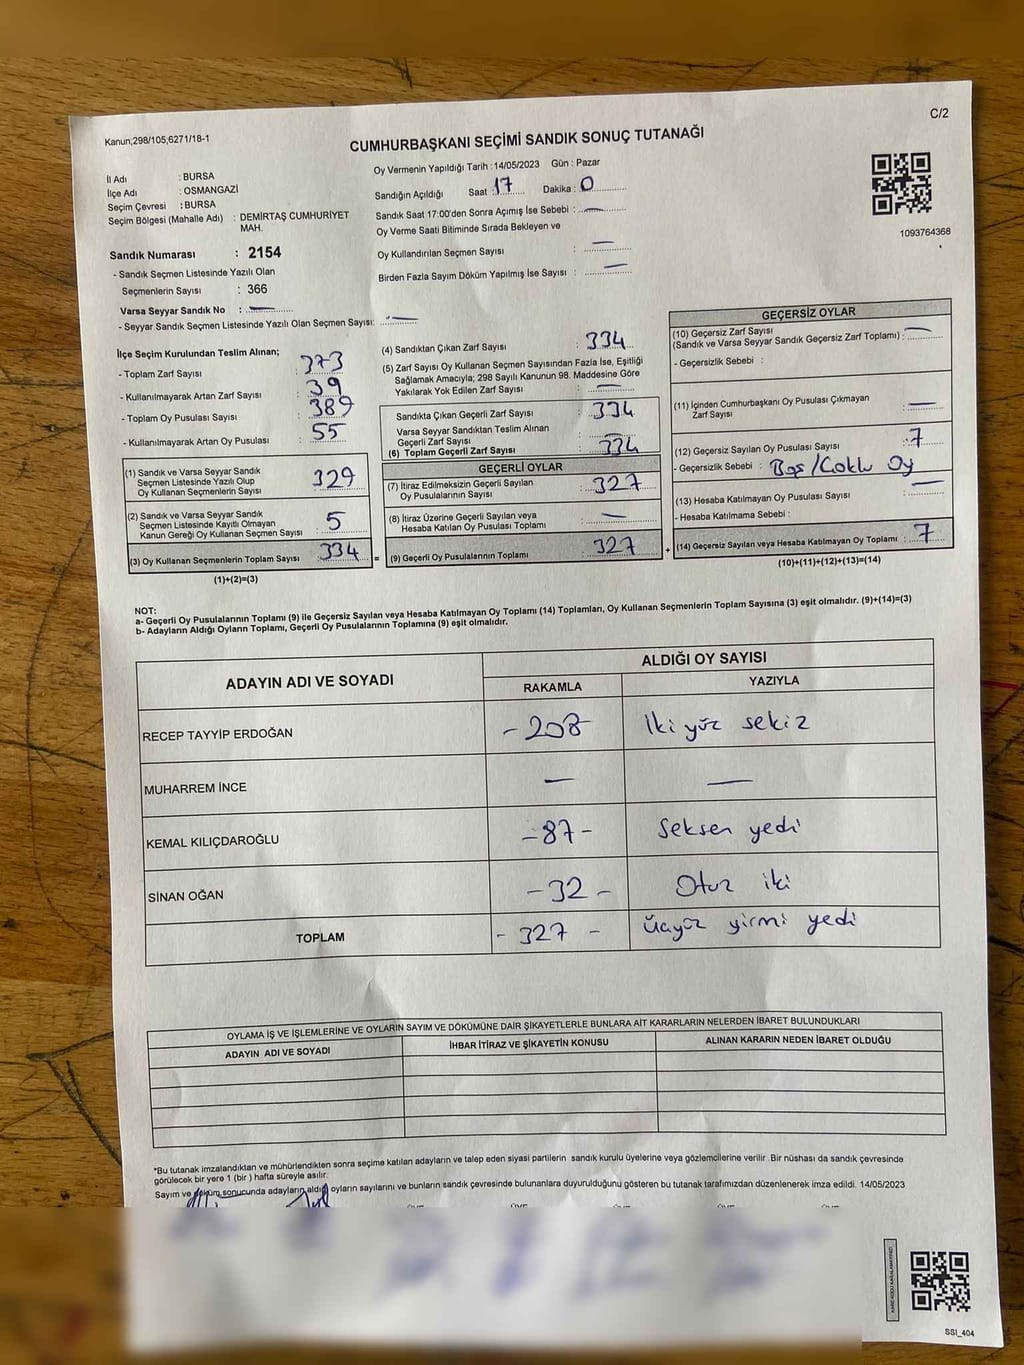 Kanun;298/105,6271/18-1
C/2
CUMHURBAŞKANI SEÇİMİ SANDIK SONUÇ TUTANAĞI
İl Adı : BURSA
İlçe Adı : OSMANGAZİ
Seçim Çevresi : BURSA
Seçim Bölgesi (Mahalle Adı) : DEMİRTAŞ CUMHURİYET MAH.
Sandık Numarası : 2154
- Sandık Seçmen Listesinde Yazılı Olan
Seçmenlerin Sayısı : 366
Varsa Seyyar Sandık No : —
- Seyyar Sandık Seçmen Listesinde Yazılı Olan Seçmen Sayısı: —
Oy Vermenin Yapıldığı Tarih : 14/05/2023 Gün : Pazar
Sandığın Açıldığı Saat : 17 Dakika : 0
Sandık Saat 17:00'den Sonra Açımış İse Sebebi : —
Oy Verme Saati Bitiminde Sırada Bekleyen ve
Oy Kullandırılan Seçmen Sayısı : —
Birden Fazla Sayım Döküm Yapılmış İse Sayısı : —
1093764368
İlçe Seçim Kurulundan Teslim Alınan;
- Toplam Zarf Sayısı : 373
- Kullanılmayarak Artan Zarf Sayısı : 39
- Toplam Oy Pusulası Sayısı : 389
- Kullanılmayarak Artan Oy Pusulası : 55
(1) Sandık ve Varsa Seyyar Sandık
Seçmen Listesinde Yazılı Olup
Oy Kullanan Seçmenlerin Sayısı : 329
(2) Sandık ve Varsa Seyyar Sandık
Seçmen Listesinde Kayıtlı Olmayan
Kanun Gereği Oy Kullanan Seçmen Sayısı : 5
(3) Oy Kullanan Seçmenlerin Toplam Sayısı : 334
(1)+(2)=(3)
(4) Sandıktan Çıkan Zarf Sayısı : 334
(5) Zarf Sayısı Oy Kullanan Seçmen Sayısından Fazla İse, Eşitliği
Sağlamak Amacıyla; 298 Sayılı Kanunun 98. Maddesine Göre
Yakılarak Yok Edilen Zarf Sayısı : —
Sandıkta Çıkan Geçerli Zarf Sayısı : 334
Varsa Seyyar Sandıktan Teslim Alınan
Geçerli Zarf Sayısı : —
(6) Toplam Geçerli Zarf Sayısı : 334
GEÇERLİ OYLAR
(7) İtiraz Edilmeksizin Geçerli Sayılan
Oy Pusulalarının Sayısı : 327
(8) İtiraz Üzerine Geçerli Sayılan veya
Hesaba Katılan Oy Pusulası Toplamı : —
= (9) Geçerli Oy Pusulalarının Toplamı : 327
GEÇERSİZ OYLAR
(10) Geçersiz Zarf Sayısı
(Sandık ve Varsa Seyyar Sandık Geçersiz Zarf Toplamı) : —
- Geçersizlik Sebebi :
(11) İçinden Cumhurbaşkanı Oy Pusulası Çıkmayan
Zarf Sayısı : —
(12) Geçersiz Sayılan Oy Pusulası Sayısı : 7
- Geçersizlik Sebebi : Boş/Çoklu Oy
(13) Hesaba Katılmayan Oy Pusulası Sayısı : —
- Hesaba Katılmama Sebebi :
+ (14) Geçersiz Sayılan veya Hesaba Katılmayan Oy Toplamı : 7
(10)+(11)+(12)+(13)=(14)
NOT:
a- Geçerli Oy Pusulalarının Toplamı (9) ile Geçersiz Sayılan veya Hesaba Katılmayan Oy Toplamı (14) Toplamları, Oy Kullanan Seçmenlerin Toplam Sayısına (3) eşit olmalıdır. (9)+(14)=(3)
b- Adayların Aldığı Oyların Toplamı, Geçerli Oy Pusulalarının Toplamına (9) eşit olmalıdır.
ADAYIN ADI VE SOYADI ALDIĞI OY SAYISI
RAKAMLA YAZIYLA
RECEP TAYYİP ERDOĞAN -208- İki yüz sekiz
MUHARREM İNCE — —
KEMAL KILIÇDAROĞLU -87- Seksen yedi
SİNAN OĞAN -32- Otuz iki
TOPLAM -327- Üçyüz yirmi yedi
OYLAMA İŞ VE İŞLEMLERİNE VE OYLARIN SAYIM VE DÖKÜMÜNE DAİR ŞİKAYETLERLE BUNLARA AİT KARARLARIN NELERDEN İBARET BULUNDUKLARI
ADAYIN ADI VE SOYADI İHBAR İTİRAZ VE ŞİKAYETİN KONUSU ALINAN KARARIN NEDEN İBARET OLDUĞU
*Bu tutanak imzalandıktan ve mühürlendikten sonra seçime katılan adayların ve talep eden siyasi partilerin sandık kurulu üyelerine veya gözlemcilerine verilir. Bir nüshası da sandık çevresinde
görülecek bir yere 1 (bir) hafta süreyle asılır.
Sayım ve döküm sonucunda adayların aldığı oyların sayılarını ve bunların sandık çevresinde bulunanlara duyurulduğunu gösteren bu tutanak tarafımızdan düzenlenerek imza edildi. 14/05/2023
SSI_404